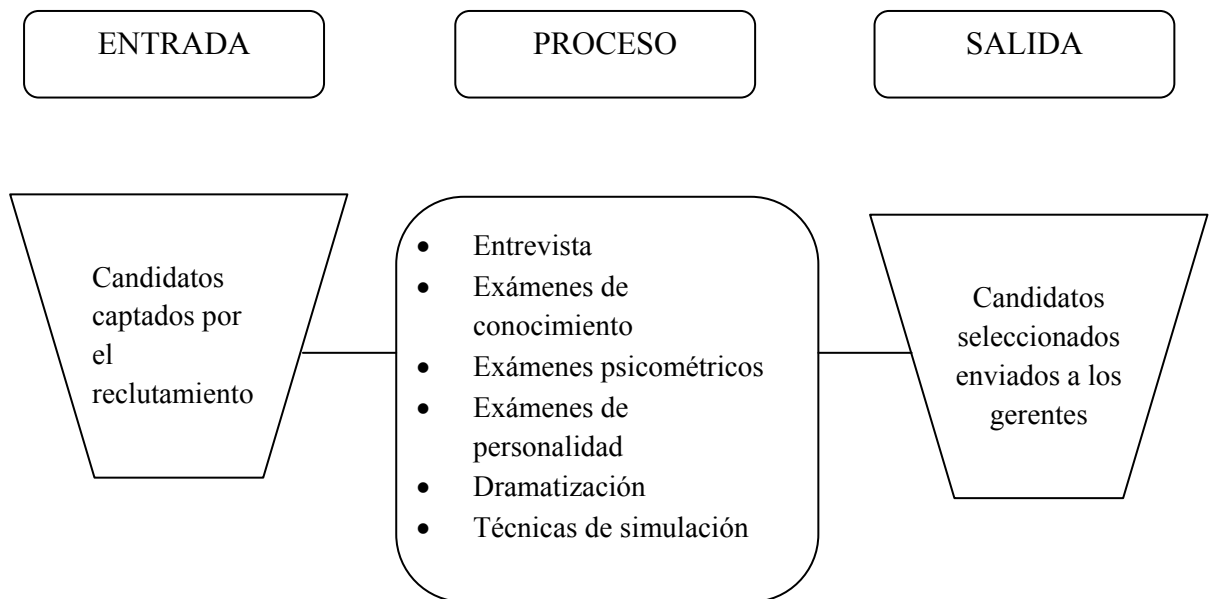 ENTRADA
PROCESO
SALIDA
Candidatos
captados por
el
reclutamiento
• Entrevista
• Exámenes de
conocimiento
• Exámenes psicométricos
• Exámenes de
personalidad
• Dramatización
• Técnicas de simulación
Candidatos
seleccionados
enviados a los
gerentes